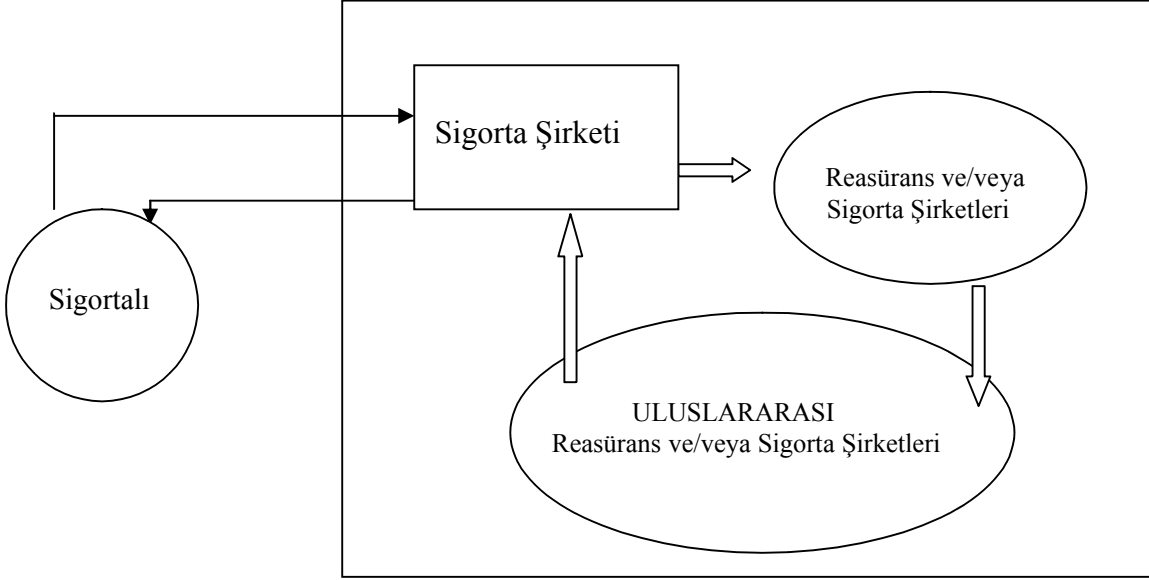 Sigorta Şirketi
Reasürans ve/veya
Sigorta Şirketleri
Sigortalı
ULUSLARARASI
Reasürans ve/veya Sigorta Şirketleri